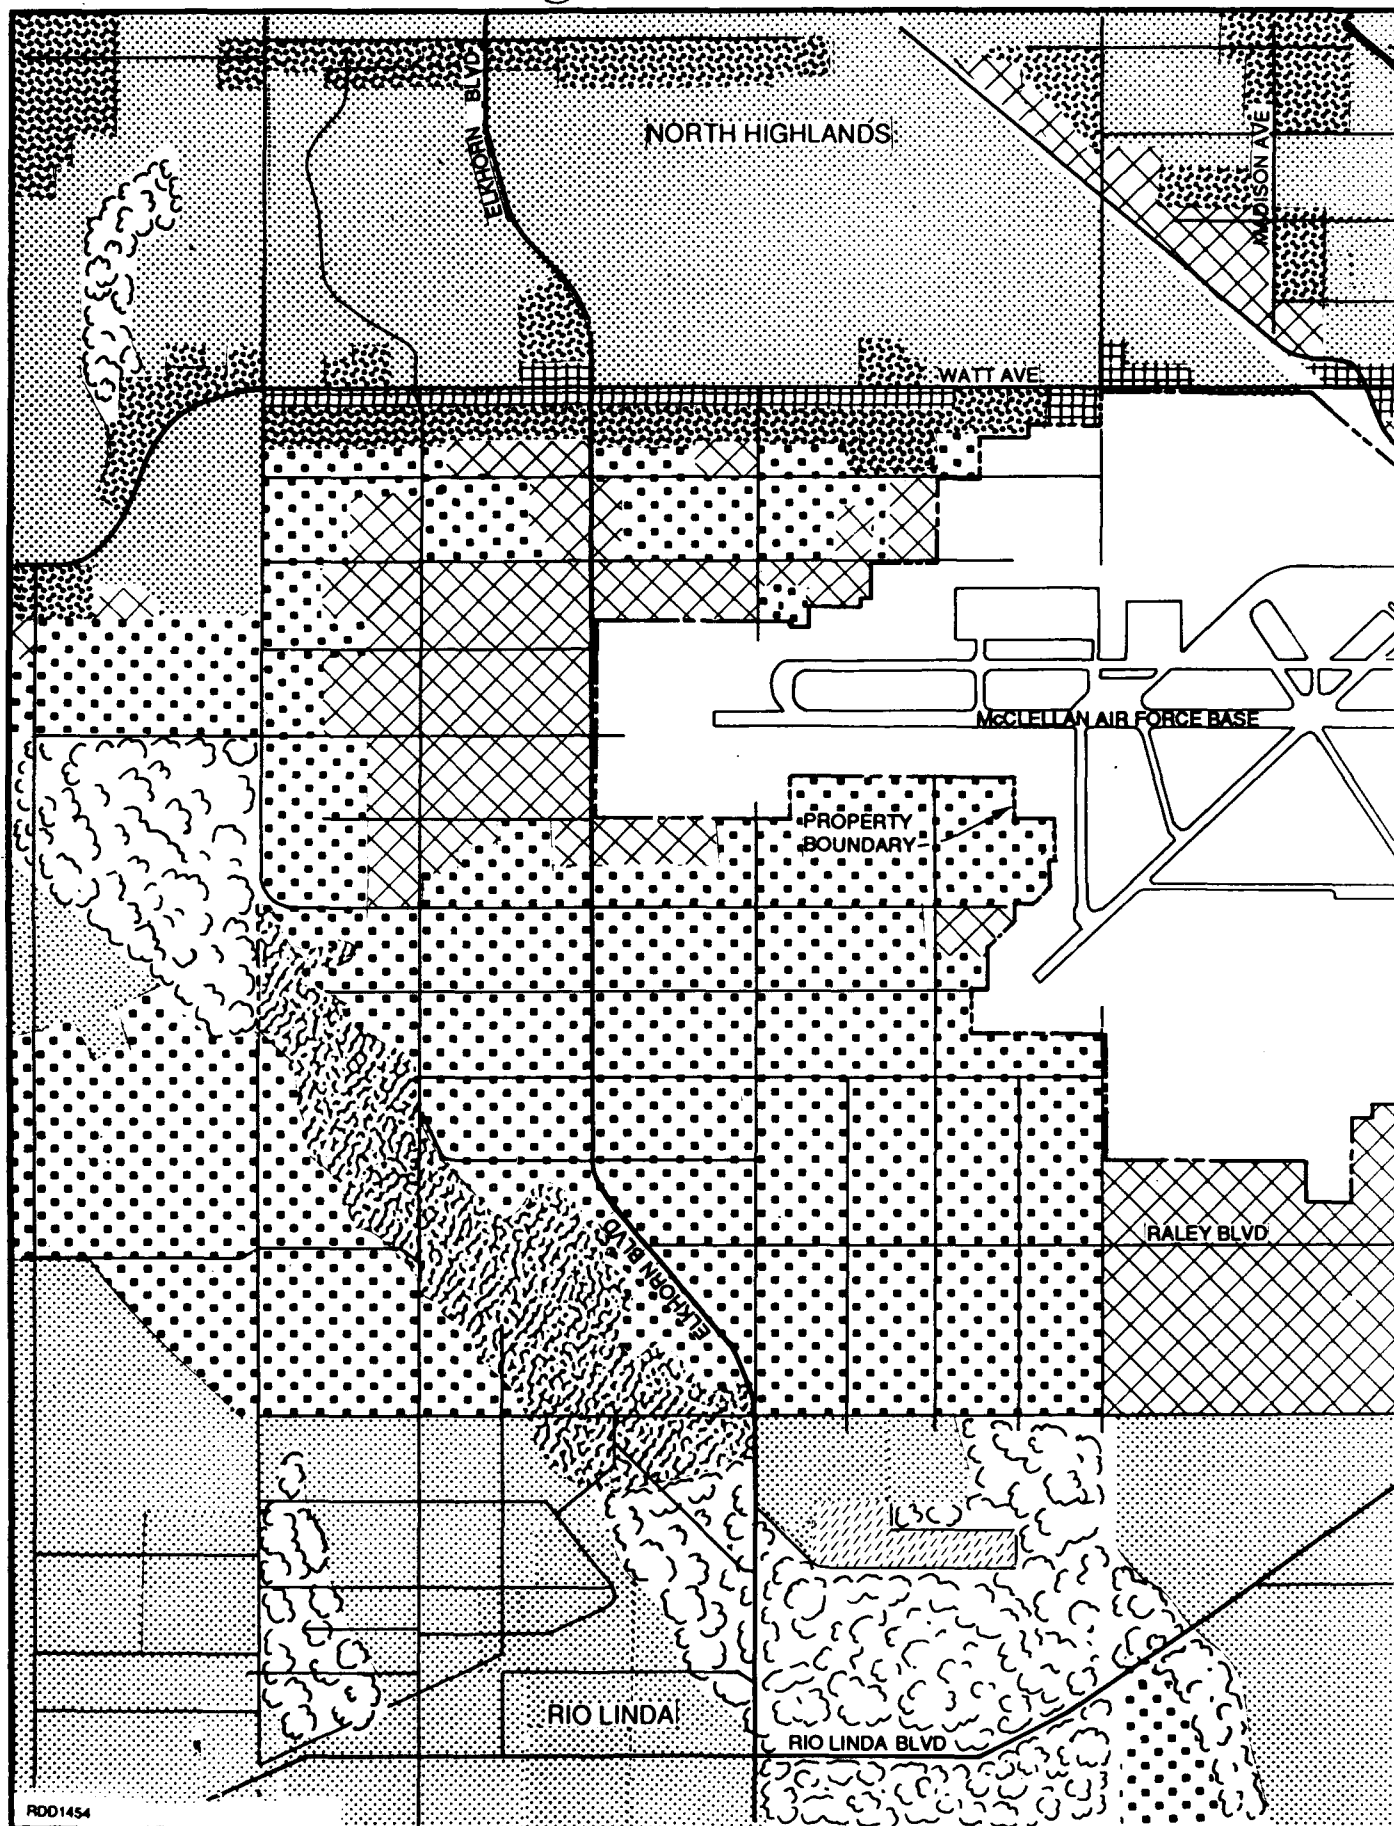 ELKHORN BLVD
NORTH HIGHLANDS
MADISON AVE
WATT AVE
McCLELLAN AIR FORCE BASE
PROPERTY
BOUNDARY
RALEY BLVD
ELKHORN BLVD
RIO LINDA
RIO LINDA BLVD
RDD1454